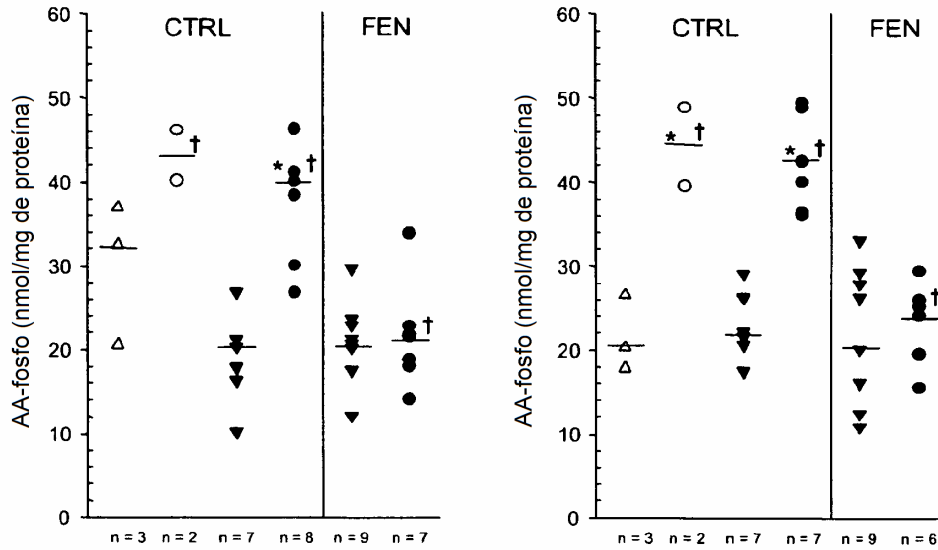 60
50
40
30
20
10
0
AA-fosfo (nmol/mg de proteína)
CTRL
FEN
†
* †
†
n = 3
n = 2
n = 7
n = 8
n = 9
n = 7
60
50
40
30
20
10
0
AA-fosfo (nmol/mg de proteína)
CTRL
FEN
* †
* †
†
n = 3
n = 2
n = 7
n = 7
n = 9
n = 6